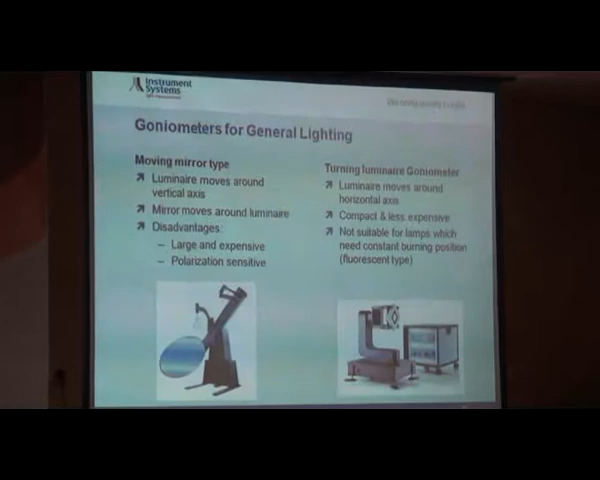 Instrument
Systems
Goniometers for General Lighting
Moving mirror type
Luminaire moves around
vertical axis
Mirror moves around luminaire
Disadvantages:
– Large and expensive
– Polarization sensitive
Turning luminaire Goniometer
Luminaire moves around
horizontal axis
Compact & less expensive
Not suitable for lamps which
need constant burning position
(fluorescent type)